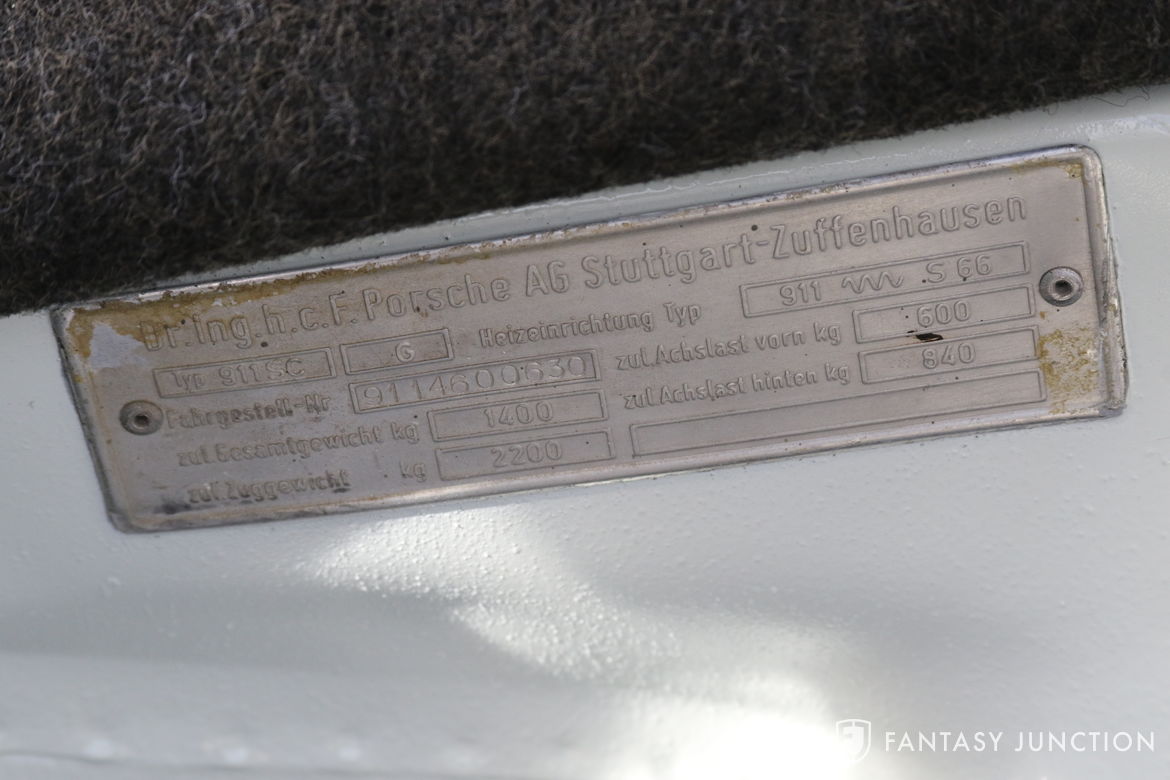 Dr.Ing.h.c.F.Porsche AG Stuttgart-Zuffenhausen
Typ 911SC G Heizeinrichtung Typ 911 S 66
Fahrgestell-Nr 9114600630 zul.Achslast vorn kg 600
zul.Gesamtgewicht kg 1400 zul.Achslast hinten kg 840
zul.Zuggewicht kg 2200
FANTASY JUNCTION